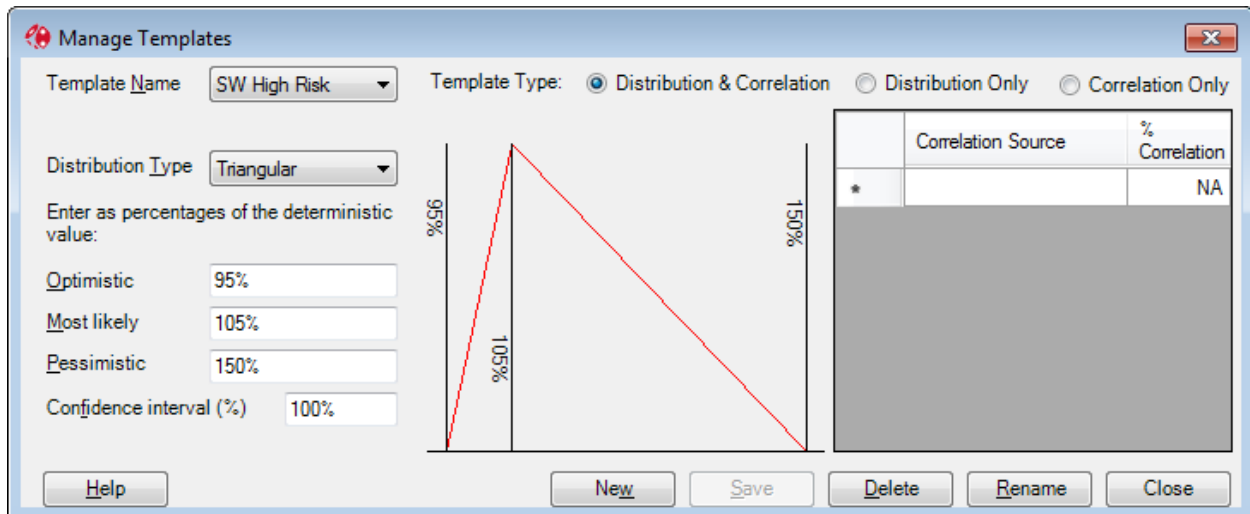 Manage Templates
Template Name SW High Risk Template Type: Distribution & Correlation Distribution Only Correlation Only
Correlation Source % Correlation
* NA
Distribution Type Triangular
Enter as percentages of the deterministic
value:
Optimistic 95%
Most likely 105%
Pessimistic 150%
Confidence interval (%) 100%
95%
105%
150%
Help New Save Delete Rename Close